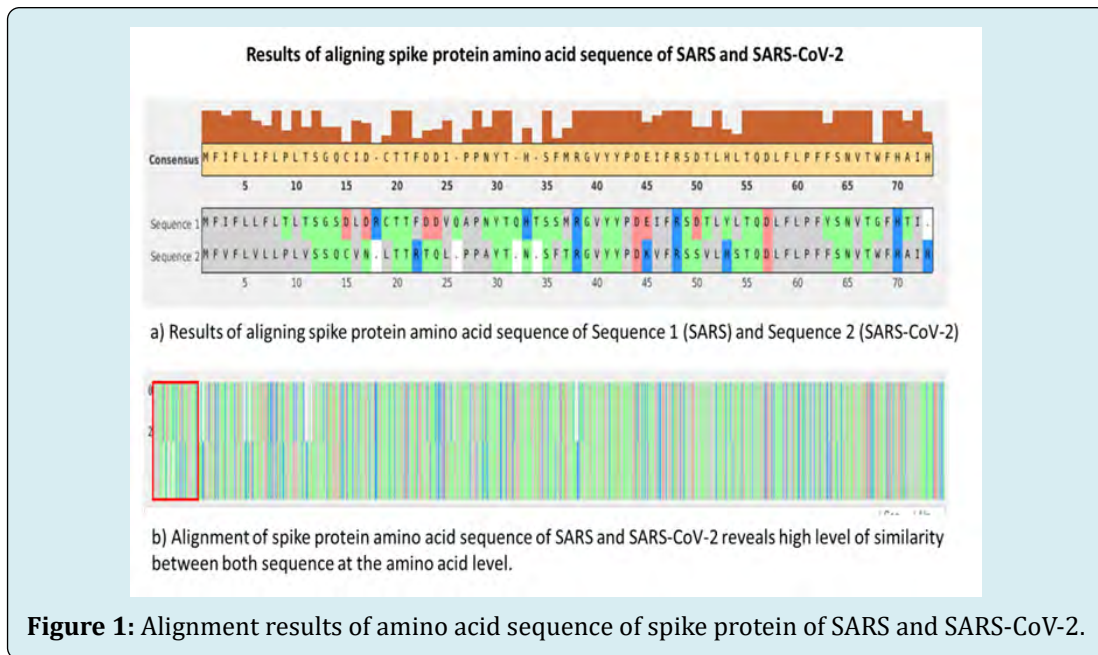 Results of aligning spike protein amino acid sequence of SARS and SARS-CoV-2
Consensus MFIFLIFLPLTSGQCID-CTTFDDI-PPNYT-H-SFMRGVYYPDEIFRSDTLHLTQDLFLPFFSNVTWFHAIH
5 10 15 20 25 30 35 40 45 50 55 60 65 70
Sequence 1 MFIFLLFLTLTSGSDLDRCTTFDDVQAPNYTQHTSSMRGVYYPDEIFRSDTLYLTQDLFLPFYSNVTGFHTI.
Sequence 2 MFVFLVLLPLVSSQCVN.LTTRTQL.PPAYT.N.SFTRGVYYPDKVFRSSVLHSTQDLFLPFFSNVTWFHAIH
5 10 15 20 25 30 35 40 45 50 55 60 65 70
a) Results of aligning spike protein amino acid sequence of Sequence 1 (SARS) and Sequence 2 (SARS-CoV-2)
b) Alignment of spike protein amino acid sequence of SARS and SARS-CoV-2 reveals high level of similarity
between both sequence at the amino acid level.
Figure 1: Alignment results of amino acid sequence of spike protein of SARS and SARS-CoV-2.